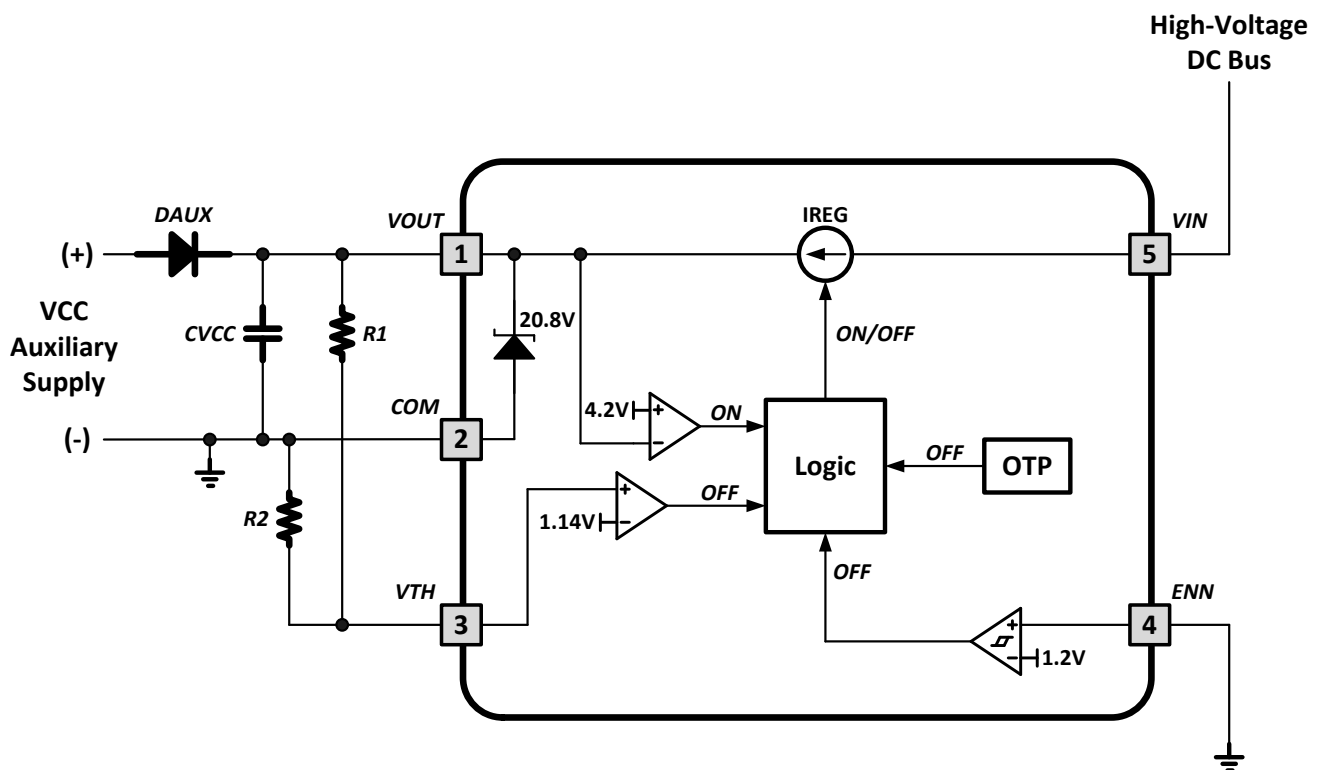 High-Voltage
DC Bus
DAUX
VOUT
IREG
VIN
(+)
1
5
VCC
Auxiliary
Supply
CVCC
R1
20.8V
ON/OFF
COM
4.2V
+
-
ON
(-)
2
Logic
OFF
OTP
R2
+
-
1.14V
OFF
OFF
VTH
ENN
3
+
-
1.2V
4